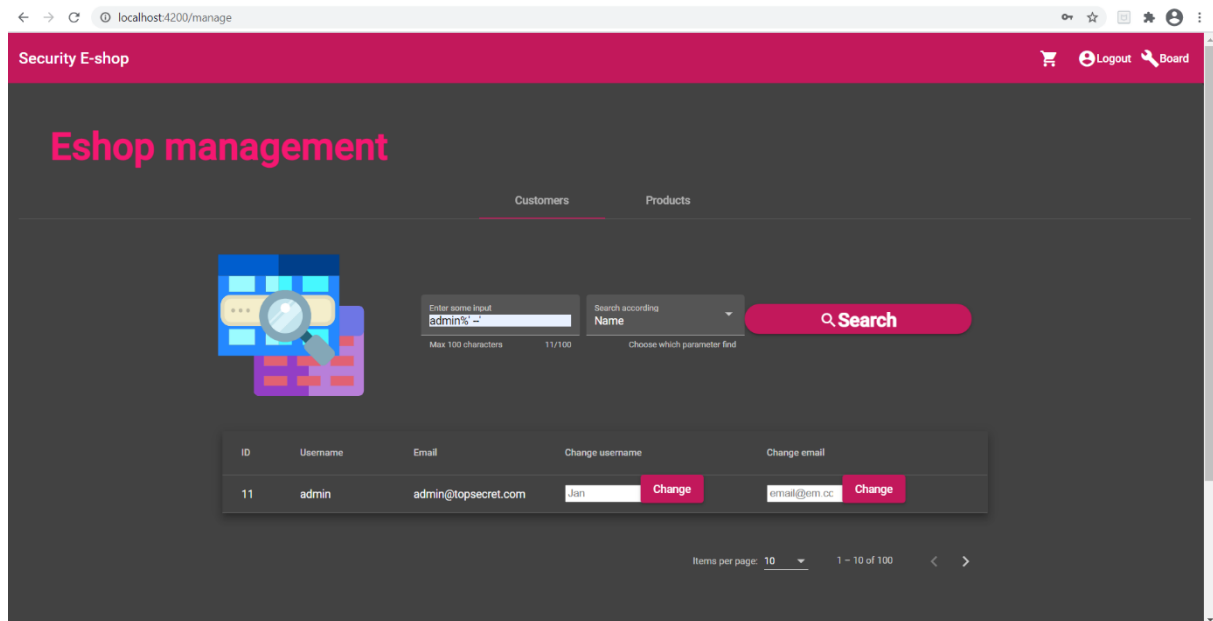 localhost:4200/manage
Security E-shop
Logout
Board
Eshop management
Customers
Products
Enter some input
admin%' --'
Max 100 characters
11/100
Search according
Name
Choose which parameter find
Search
ID Username Email Change username Change email
11 admin admin@topsecret.com Jan Change email@em.cc Change
Items per page: 10 1 – 10 of 100